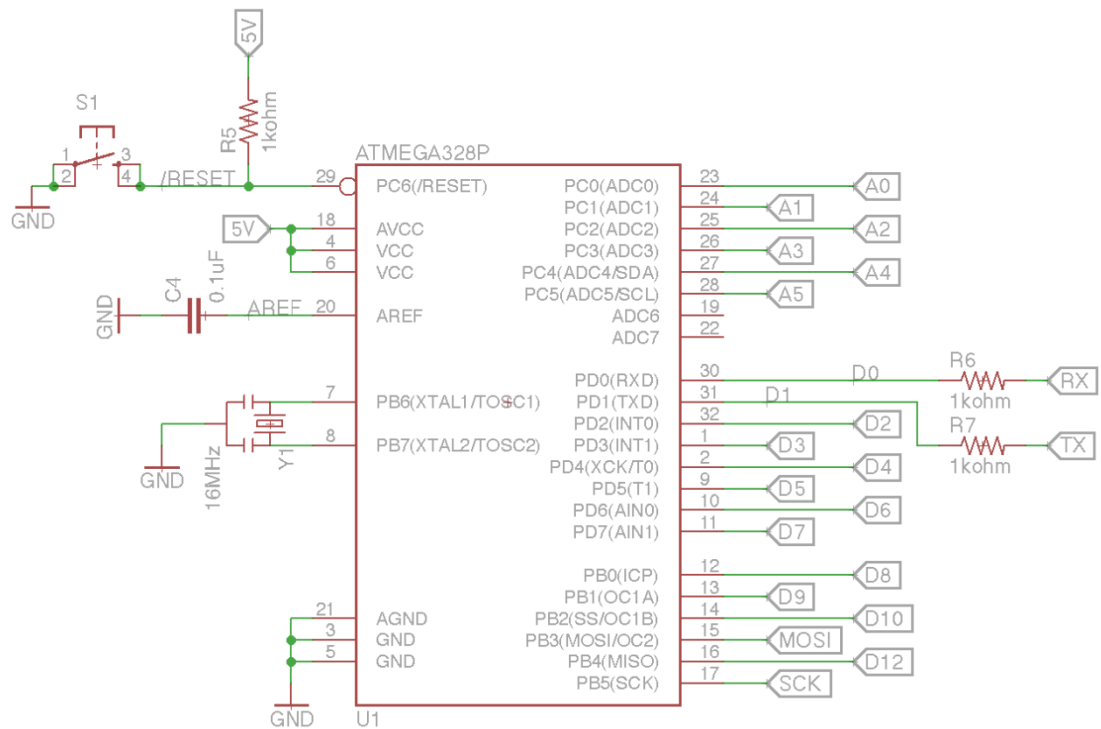 5V
S1
R5
1kohm
1 3
2 4
/RESET
GND
ATMEGA328P
29 PC6(/RESET)
5V
18 AVCC
4 VCC
6 VCC
GND
C4
0.1uF
AREF
20 AREF
7 PB6(XTAL1/TOSC1)
8 PB7(XTAL2/TOSC2)
GND
16MHz
Y1
21 AGND
3 GND
5 GND
GND
U1
PC0(ADC0) 23 A0
PC1(ADC1) 24 A1
PC2(ADC2) 25 A2
PC3(ADC3) 26 A3
PC4(ADC4/SDA) 27 A4
PC5(ADC5/SCL) 28 A5
ADC6 19
ADC7 22
PD0(RXD) 30 D0
R6
1kohm
RX
PD1(TXD) 31 D1
R7
1kohm
TX
PD2(INT0) 32 D2
PD3(INT1) 1 D3
PD4(XCK/T0) 2 D4
PD5(T1) 9 D5
PD6(AIN0) 10 D6
PD7(AIN1) 11 D7
PB0(ICP) 12 D8
PB1(OC1A) 13 D9
PB2(SS/OC1B) 14 D10
PB3(MOSI/OC2) 15 MOSI
PB4(MISO) 16 D12
PB5(SCK) 17 SCK